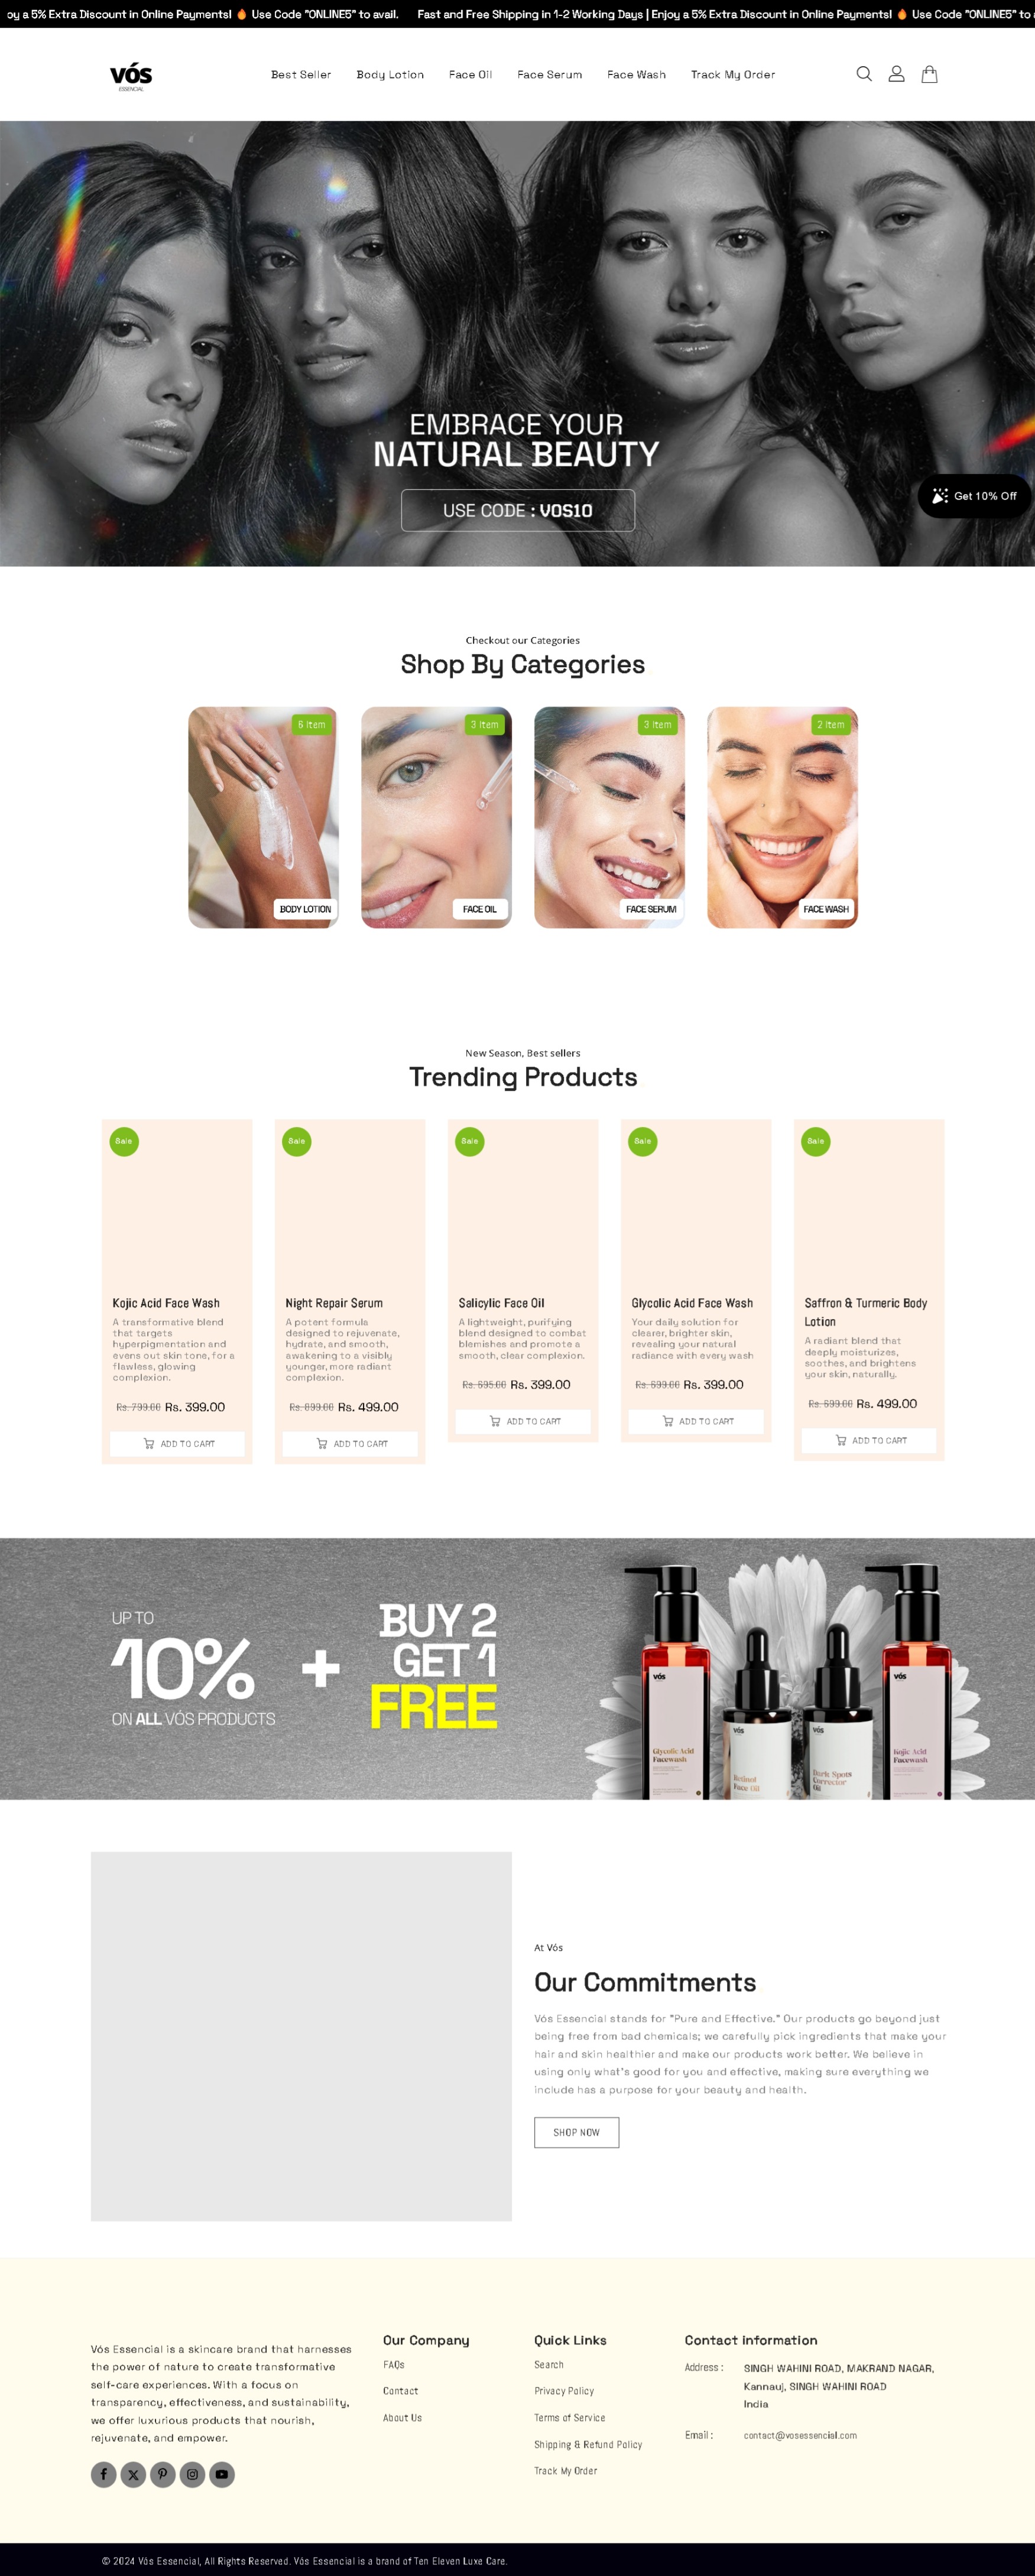 oy a 5% Extra Discount in Online Payments! 🔥 Use Code "ONLINE5" to avail. Fast and Free Shipping in 1-2 Working Days | Enjoy a 5% Extra Discount in Online Payments! 🔥 Use Code "ONLINE5" to
vós
ESSENCIAL
Best Seller Body Lotion Face Oil Face Serum Face Wash Track My Order
EMBRACE YOUR
NATURAL BEAUTY
USE CODE : VOS10
Get 10% Off
Checkout our Categories
Shop By Categories
6 Item 3 Item 3 Item 2 Item
BODY LOTION FACE OIL FACE SERUM FACE WASH
New Season, Best sellers
Trending Products
Sale
Kojic Acid Face Wash
A transformative blend
that targets
hyperpigmentation and
evens out skin tone, for a
flawless, glowing
complexion.
Rs. 799.00 Rs. 399.00
ADD TO CART
Sale
Night Repair Serum
A potent formula
designed to rejuvenate,
hydrate, and smooth,
awakening to a visibly
younger, more radiant
complexion.
Rs. 899.00 Rs. 499.00
ADD TO CART
Sale
Salicylic Face Oil
A lightweight, purifying
blend designed to combat
blemishes and promote a
smooth, clear complexion.
Rs. 695.00 Rs. 399.00
ADD TO CART
Sale
Glycolic Acid Face Wash
Your daily solution for
clearer, brighter skin,
revealing your natural
radiance with every wash
Rs. 699.00 Rs. 399.00
ADD TO CART
Sale
Saffron & Turmeric Body
Lotion
A radiant blend that
deeply moisturizes,
soothes, and brightens
your skin, naturally.
Rs. 599.00 Rs. 499.00
ADD TO CART
UP TO
10%
ON ALL VÓS PRODUCTS
+
BUY 2
GET 1
FREE
vós
Glycolic Acid
Facewash
vós
Retinol
Face Oil
vós
Dark Spots
Corrector
Oil
vós
Kojic Acid
Facewash
At Vós
Our Commitments
Vós Essencial stands for "Pure and Effective." Our products go beyond just
being free from bad chemicals; we carefully pick ingredients that make your
hair and skin healthier and make our products work better. We believe in
using only what's good for you and effective, making sure everything we
include has a purpose for your beauty and health.
SHOP NOW
Vós Essencial is a skincare brand that harnesses
the power of nature to create transformative
self-care experiences. With a focus on
transparency, effectiveness, and sustainability,
we offer luxurious products that nourish,
rejuvenate, and empower.
Our Company
FAQs
Contact
About Us
Quick Links
Search
Privacy Policy
Terms of Service
Shipping & Refund Policy
Track My Order
Contact information
Address : SINGH WAHINI ROAD, MAKRAND NAGAR,
Kannauj, SINGH WAHINI ROAD
India
Email : contact@vosessencial.com
© 2024 Vós Essencial, All Rights Reserved. Vós Essencial is a brand of Ten Eleven Luxe Care.